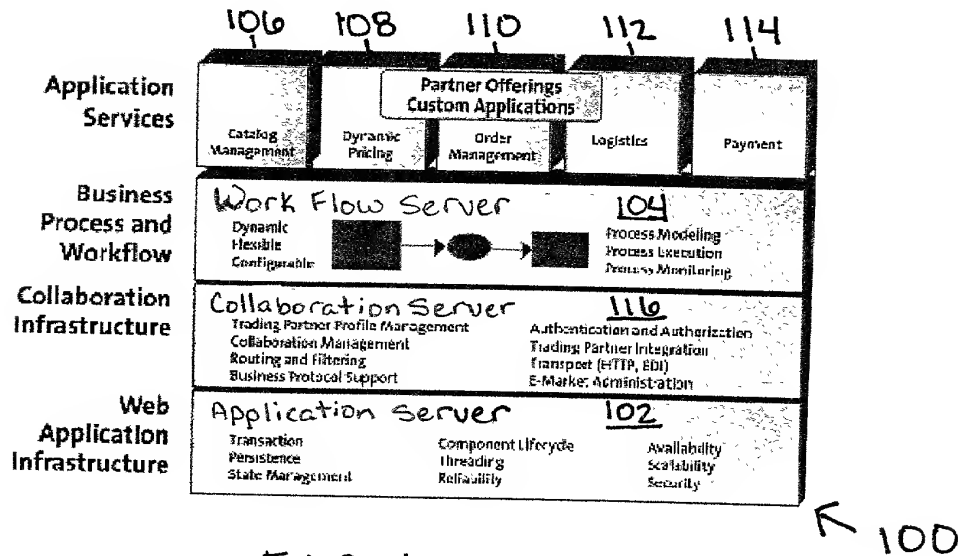 106 108 110 112 114
Application
Services
Partner Offerings
Custom Applications
Catalog
Management
Dynamic
Pricing
Order
Management
Logistics
Payment
Business
Process and
Workflow
Work Flow Server 104
Dynamic
Flexible
Configurable
Process Modeling
Process Execution
Process Monitoring
Collaboration
Infrastructure
Collaboration Server 116
Trading Partner Profile Management
Collaboration Management
Routing and Filtering
Business Protocol Support
Authentication and Authorization
Trading Partner Integration
Transport (HTTP, EDI)
E-Market Administration
Web
Application
Infrastructure
Application Server 102
Transaction
Persistence
State Management
Component Lifecycle
Threading
Reliability
Availability
Scalability
Security
100